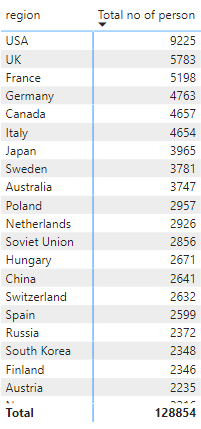 region Total no of person
USA 9225
UK 5783
France 5198
Germany 4763
Canada 4657
Italy 4654
Japan 3965
Sweden 3781
Australia 3747
Poland 2957
Netherlands 2926
Soviet Union 2856
Hungary 2671
China 2641
Switzerland 2632
Spain 2599
Russia 2372
South Korea 2348
Finland 2346
Austria 2235
Total 128854